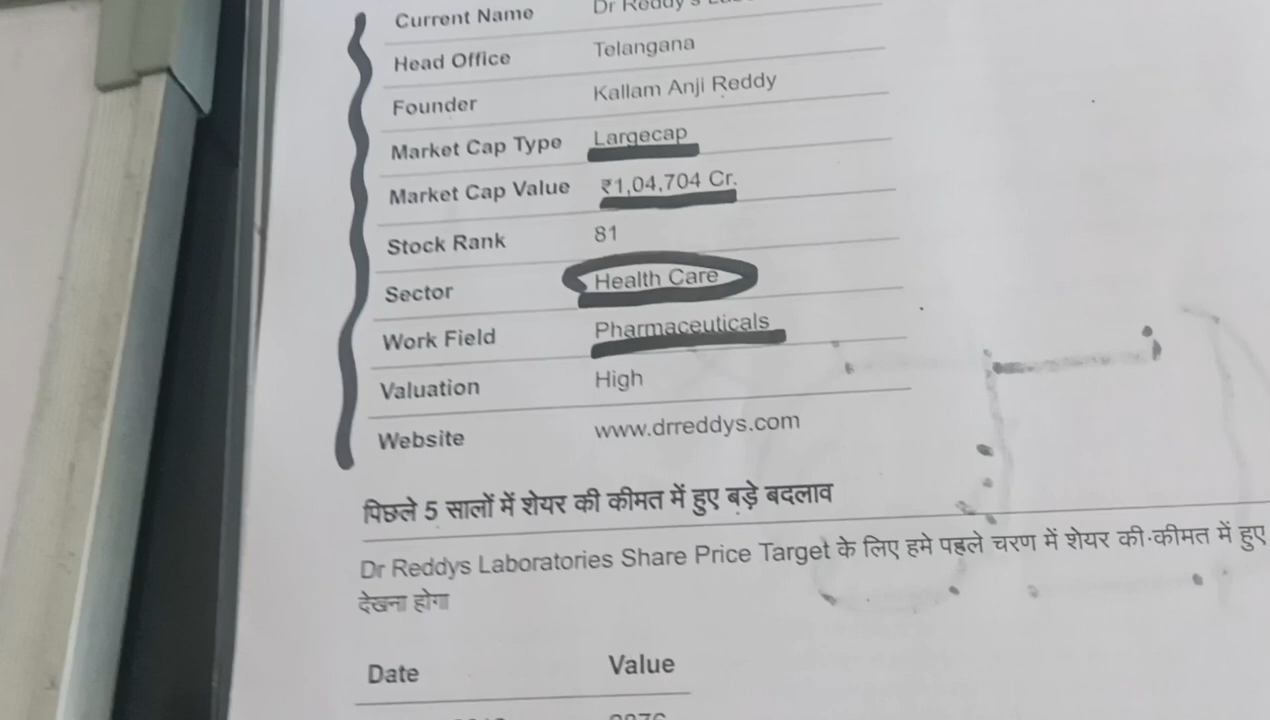 Current Name Dr Reddy's
Head Office Telangana
Founder Kallam Anji Reddy
Market Cap Type Largecap
Market Cap Value ₹1,04,704 Cr.
Stock Rank 81
Sector Health Care
Work Field Pharmaceuticals
Valuation High
Website www.drreddys.com
पिछले 5 सालों में शेयर की कीमत में हुए बड़े बदलाव
Dr Reddys Laboratories Share Price Target के लिए हमे पहले चरण में शेयर की कीमत में हुए
देखना होगा
Date Value